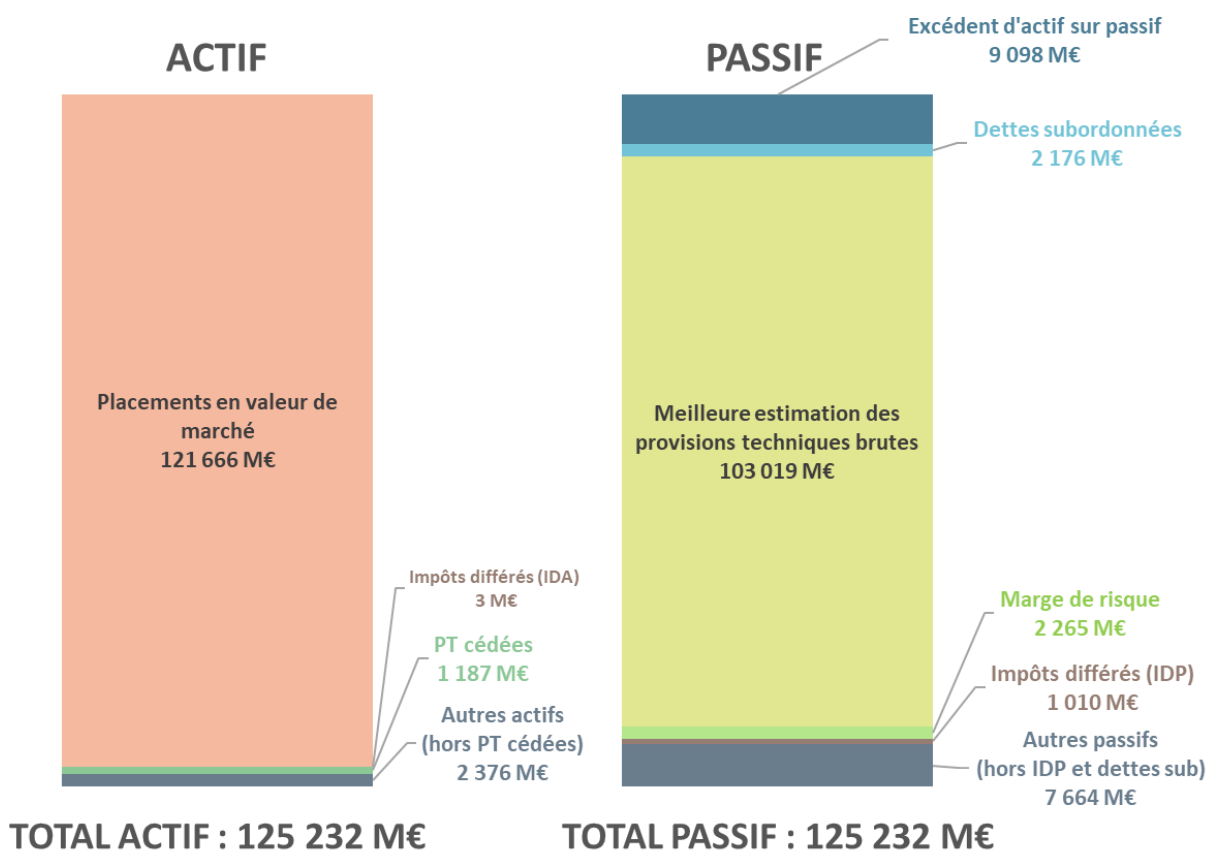 ACTIF
Placements en valeur de
marché
121 666 M€
Impôts différés (IDA)
3 M€
PT cédées
1 187 M€
Autres actifs
(hors PT cédées)
2 376 M€
TOTAL ACTIF : 125 232 M€
PASSIF
Excédent d'actif sur passif
9 098 M€
Dettes subordonnées
2 176 M€
Meilleure estimation des
provisions techniques brutes
103 019 M€
Marge de risque
2 265 M€
Impôts différés (IDP)
1 010 M€
Autres passifs
(hors IDP et dettes sub)
7 664 M€
TOTAL PASSIF : 125 232 M€